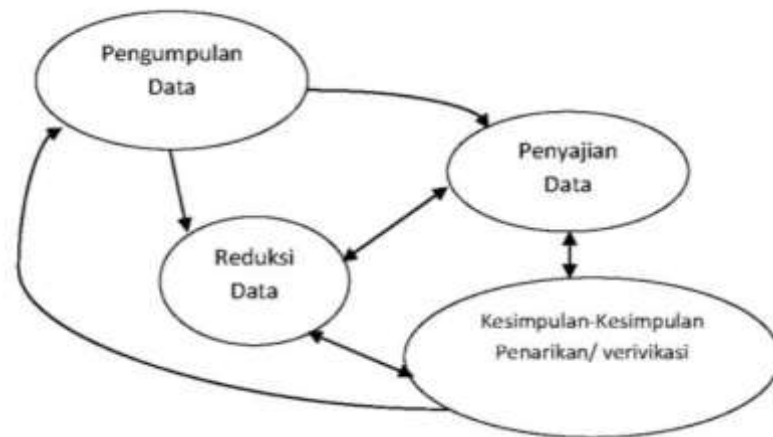 Pengumpulan
Data
Penyajian
Data
Reduksi
Data
Kesimpulan-Kesimpulan
Penarikan/ verivikasi